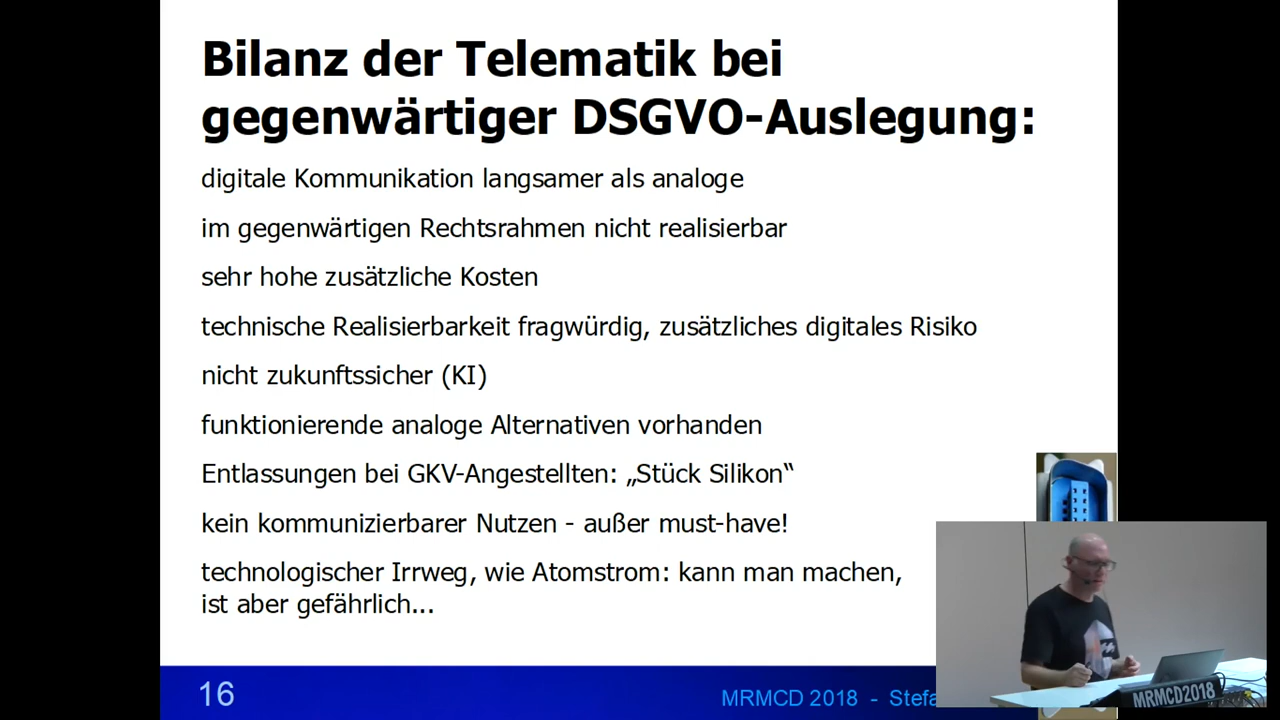 Bilanz der Telematik bei
gegenwärtiger DSGVO-Auslegung:
digitale Kommunikation langsamer als analoge
im gegenwärtigen Rechtsrahmen nicht realisierbar
sehr hohe zusätzliche Kosten
technische Realisierbarkeit fragwürdig, zusätzliches digitales Risiko
nicht zukunftssicher (KI)
funktionierende analoge Alternativen vorhanden
Entlassungen bei GKV-Angestellten: „Stück Silikon“
kein kommunizierbarer Nutzen - außer must-have!
technologischer Irrweg, wie Atomstrom: kann man machen,
ist aber gefährlich...
16
MRMCD 2018 - Stefa
MRMCD2018